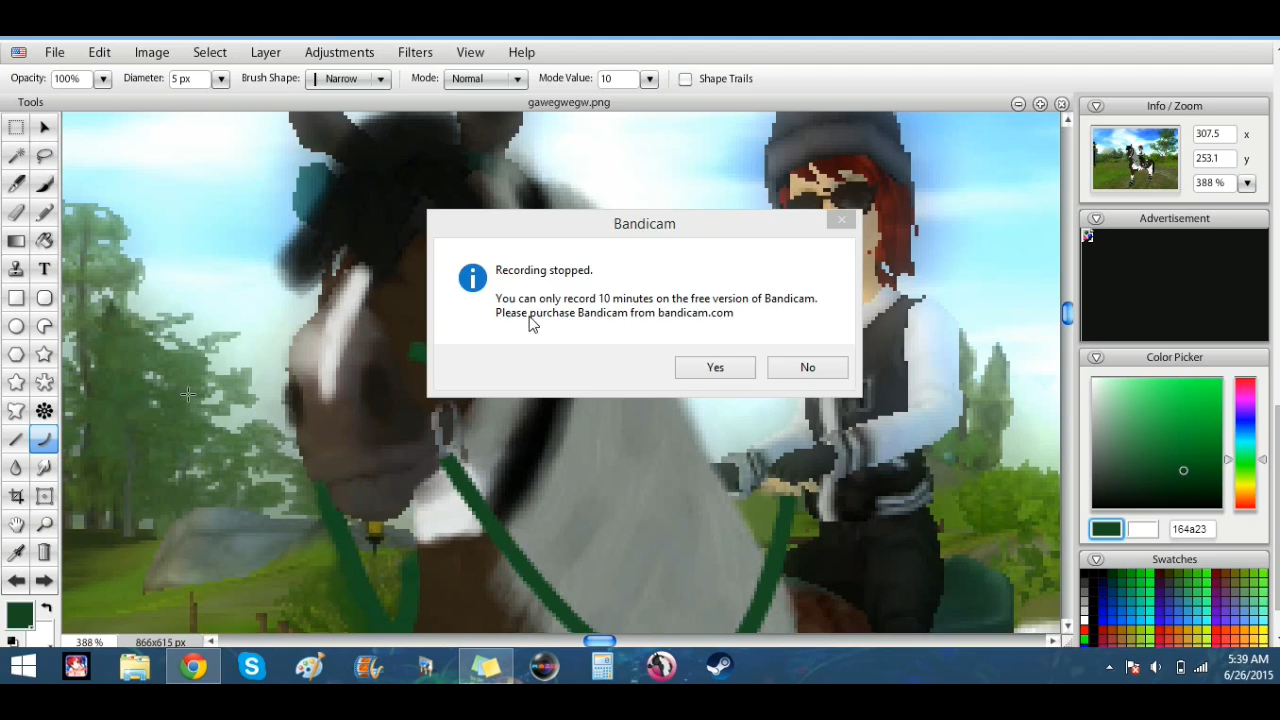 File Edit Image Select Layer Adjustments Filters View Help
Opacity: 100% Diameter: 5 px Brush Shape: Narrow Mode: Normal Mode Value: 10 Shape Trails
Tools
gawegwegw.png
Info / Zoom
307.5 x
253.1 y
388 %
Advertisement
Bandicam
Recording stopped.
You can only record 10 minutes on the free version of Bandicam.
Please purchase Bandicam from bandicam.com
Yes No
Color Picker
164a23
Swatches
388 % 866x615 px
5:39 AM
6/26/2015